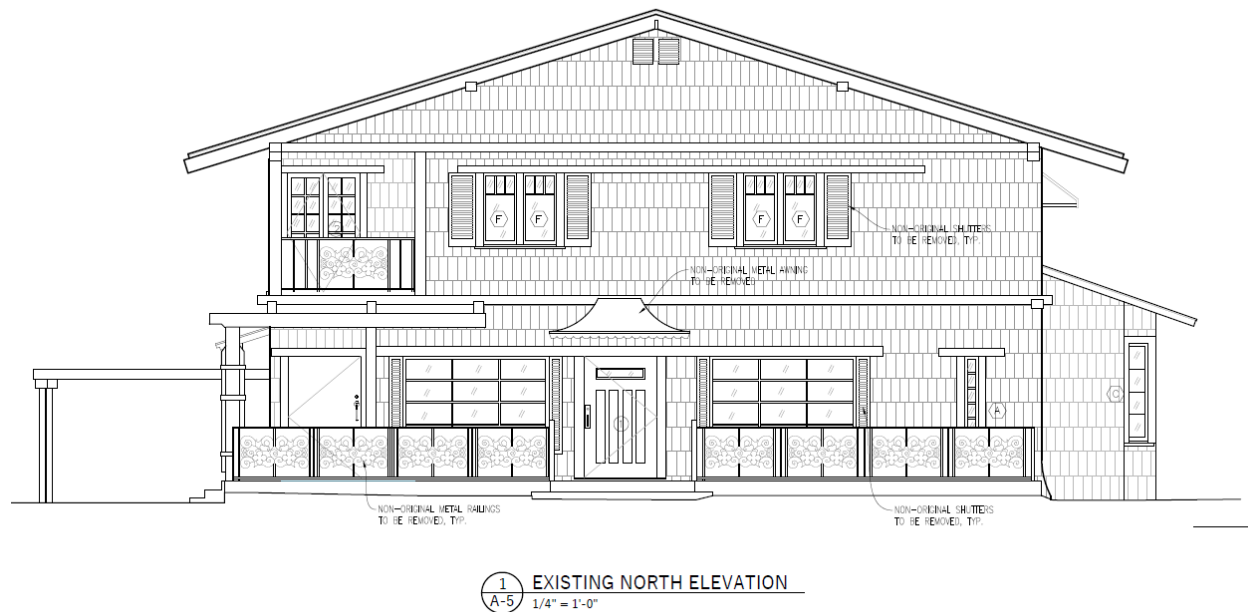 F
F
F
F
NON-ORIGINAL SHUTTERS
TO BE REMOVED, TYP.
NON-ORIGINAL METAL AWNING
TO BE REMOVED
C
A
NON-ORIGINAL METAL RAILINGS
TO BE REMOVED, TYP.
NON-ORIGINAL SHUTTERS
TO BE REMOVED, TYP.
1
A-5
EXISTING NORTH ELEVATION
1/4" = 1'-0"